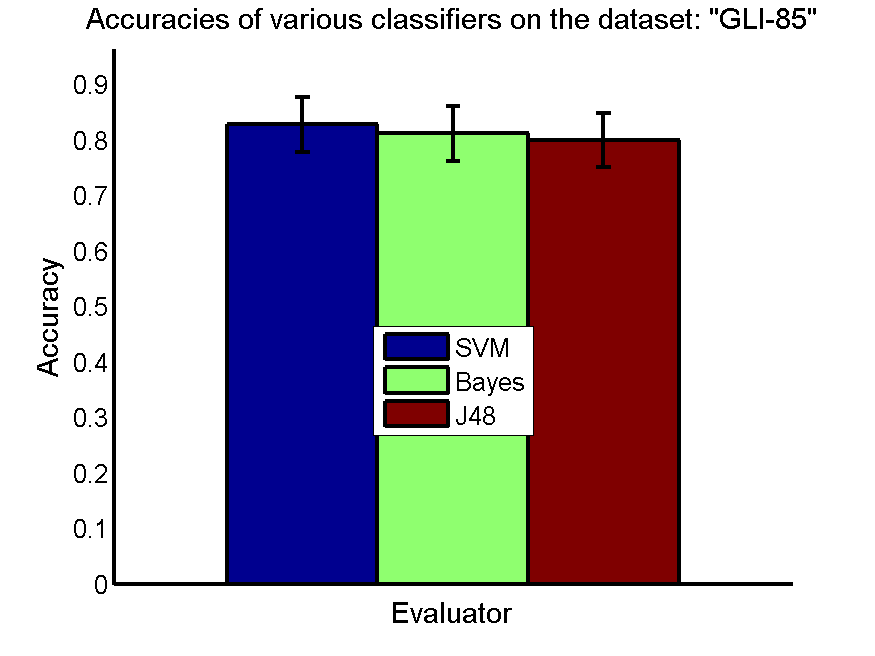 Accuracies of various classifiers on the dataset: "GLI-85"
Accuracy
0.9
0.8
0.7
0.6
0.5
0.4
0.3
0.2
0.1
0
SVM
Bayes
J48
Evaluator